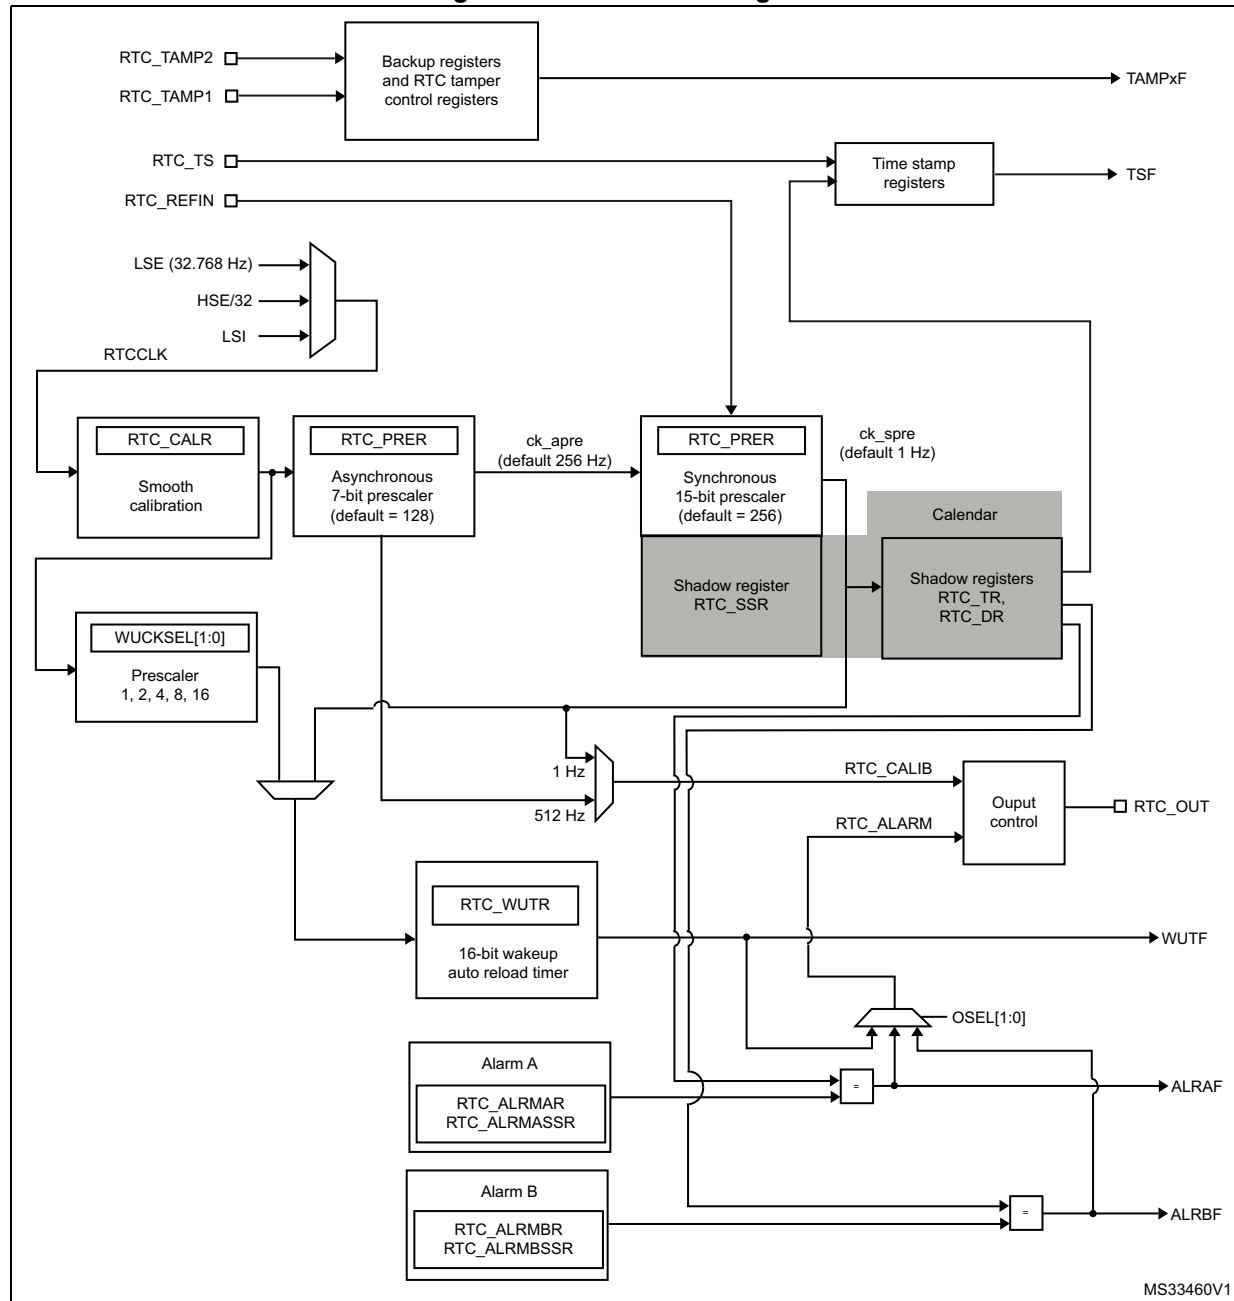 RTC_TAMP2
RTC_TAMP1
Backup registers
and RTC tamper
control registers
TAMPxF
RTC_TS
RTC_REFIN
Time stamp
registers
TSF
LSE (32.768 Hz)
HSE/32
LSI
RTCCLK
RTC_CALR
Smooth
calibration
RTC_PRER
Asynchronous
7-bit prescaler
(default = 128)
ck_apre
(default 256 Hz)
RTC_PRER
Synchronous
15-bit prescaler
(default = 256)
ck_spre
(default 1 Hz)
Calendar
Shadow register
RTC_SSR
Shadow registers
RTC_TR,
RTC_DR
WUCKSEL[1:0]
Prescaler
1, 2, 4, 8, 16
1 Hz
512 Hz
RTC_CALIB
RTC_ALARM
Ouput
control
RTC_OUT
RTC_WUTR
16-bit wakeup
auto reload timer
WUTF
OSEL[1:0]
Alarm A
RTC_ALRMAR
RTC_ALRMASSR
=
ALRAF
Alarm B
RTC_ALRMBR
RTC_ALRMBSSR
=
ALRBF
MS33460V1